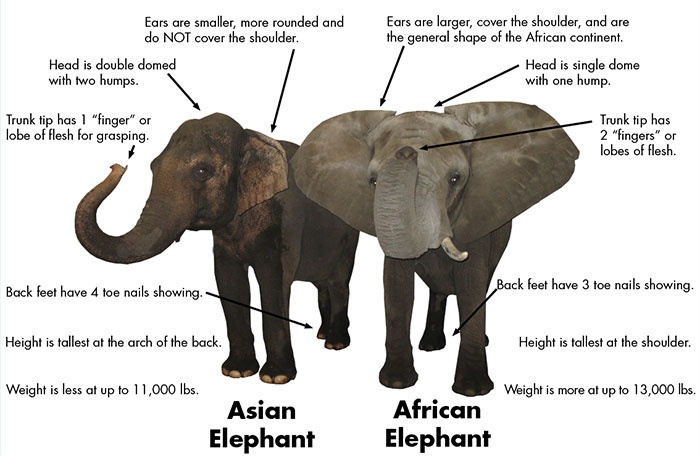 Ears are smaller, more rounded and
do NOT cover the shoulder.
Ears are larger, cover the shoulder, and are
the general shape of the African continent.
Head is double domed
with two humps.
Head is single dome
with one hump.
Trunk tip has 1 “finger” or
lobe of flesh for grasping.
Trunk tip has
2 “fingers” or
lobes of flesh.
Back feet have 4 toe nails showing.
Back feet have 3 toe nails showing.
Height is tallest at the arch of the back.
Height is tallest at the shoulder.
Weight is less at up to 11,000 lbs.
Weight is more at up to 13,000 lbs.
Asian
Elephant
African
Elephant